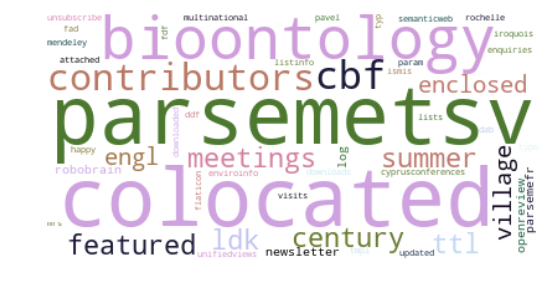 unsubscribe multinational pavel typ semanticweb rochelle
fad fdf iroquois
bioontology
mendeley listinfo enquiries
attached param
contributors cbf ismis enclosed
parsemetsv
ddf lists
downloaded dab
happy engl meetings log summer
robobrain flaticon enviroinfo downloads cyprusconferences
village openreview parsemefr
colocated
visits
featured ldk century ttl
unifiedviews newsletter updated